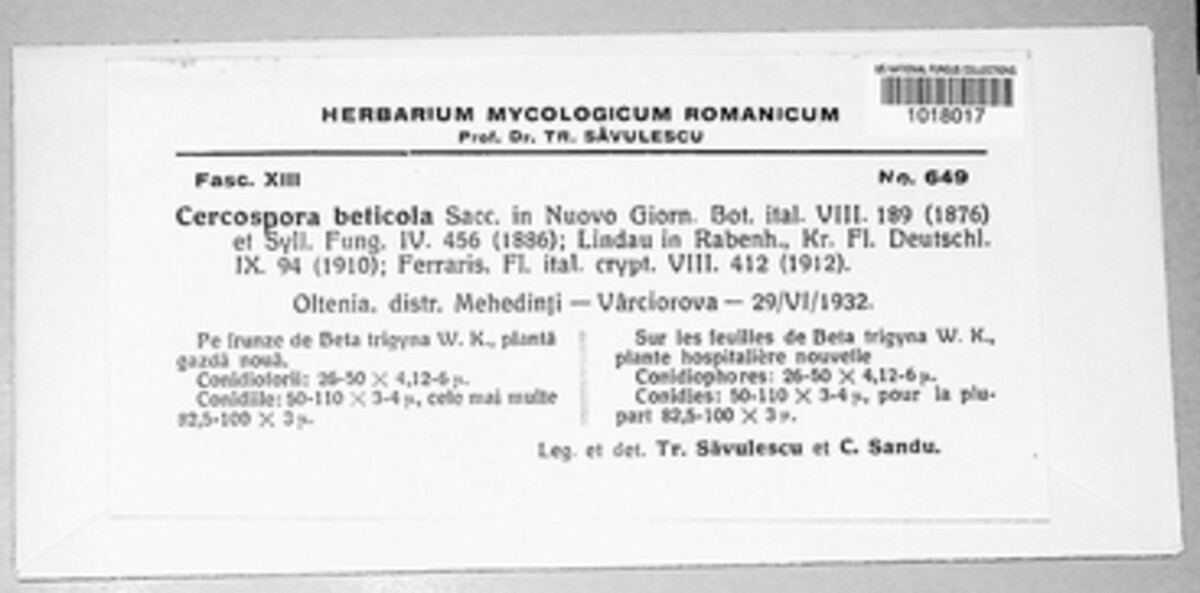 US NATIONAL FUNGUS COLLECTIONS
1018017
HERBARIUM MYCOLOGICUM ROMANICUM
Prof. Dr. TR. SĂVULESCU
Fasc. XIII
No. 649
Cercospora beticola Sacc. in Nuovo Giorn. Bot. ital. VIII. 189 (1876)
et Syll. Fung. IV. 456 (1886); Lindau in Rabenh., Kr. Fl. Deutschl.
IX. 94 (1910); Ferraris, Fl. ital. crypt. VIII. 412 (1912).
Oltenia, distr. Mehedinţi — Vârciorova — 29/VI/1932.
Pe frunze de Beta trigyna W. K., plantă
gazdă nouă.
Conidioforii: 26-50 × 4,12-6 µ.
Conidiile: 50-110 × 3-4 µ, cele mai multe
82,5-100 × 3 µ.
Sur les feuilles de Beta trigyna W. K.,
plante hospitalière nouvelle
Conidiophores: 26-50 × 4,12-6 µ.
Conidies: 50-110 × 3-4 µ, pour la plu-
part 82,5-100 × 3 µ.
Leg. et det. Tr. Săvulescu et C. Sandu.